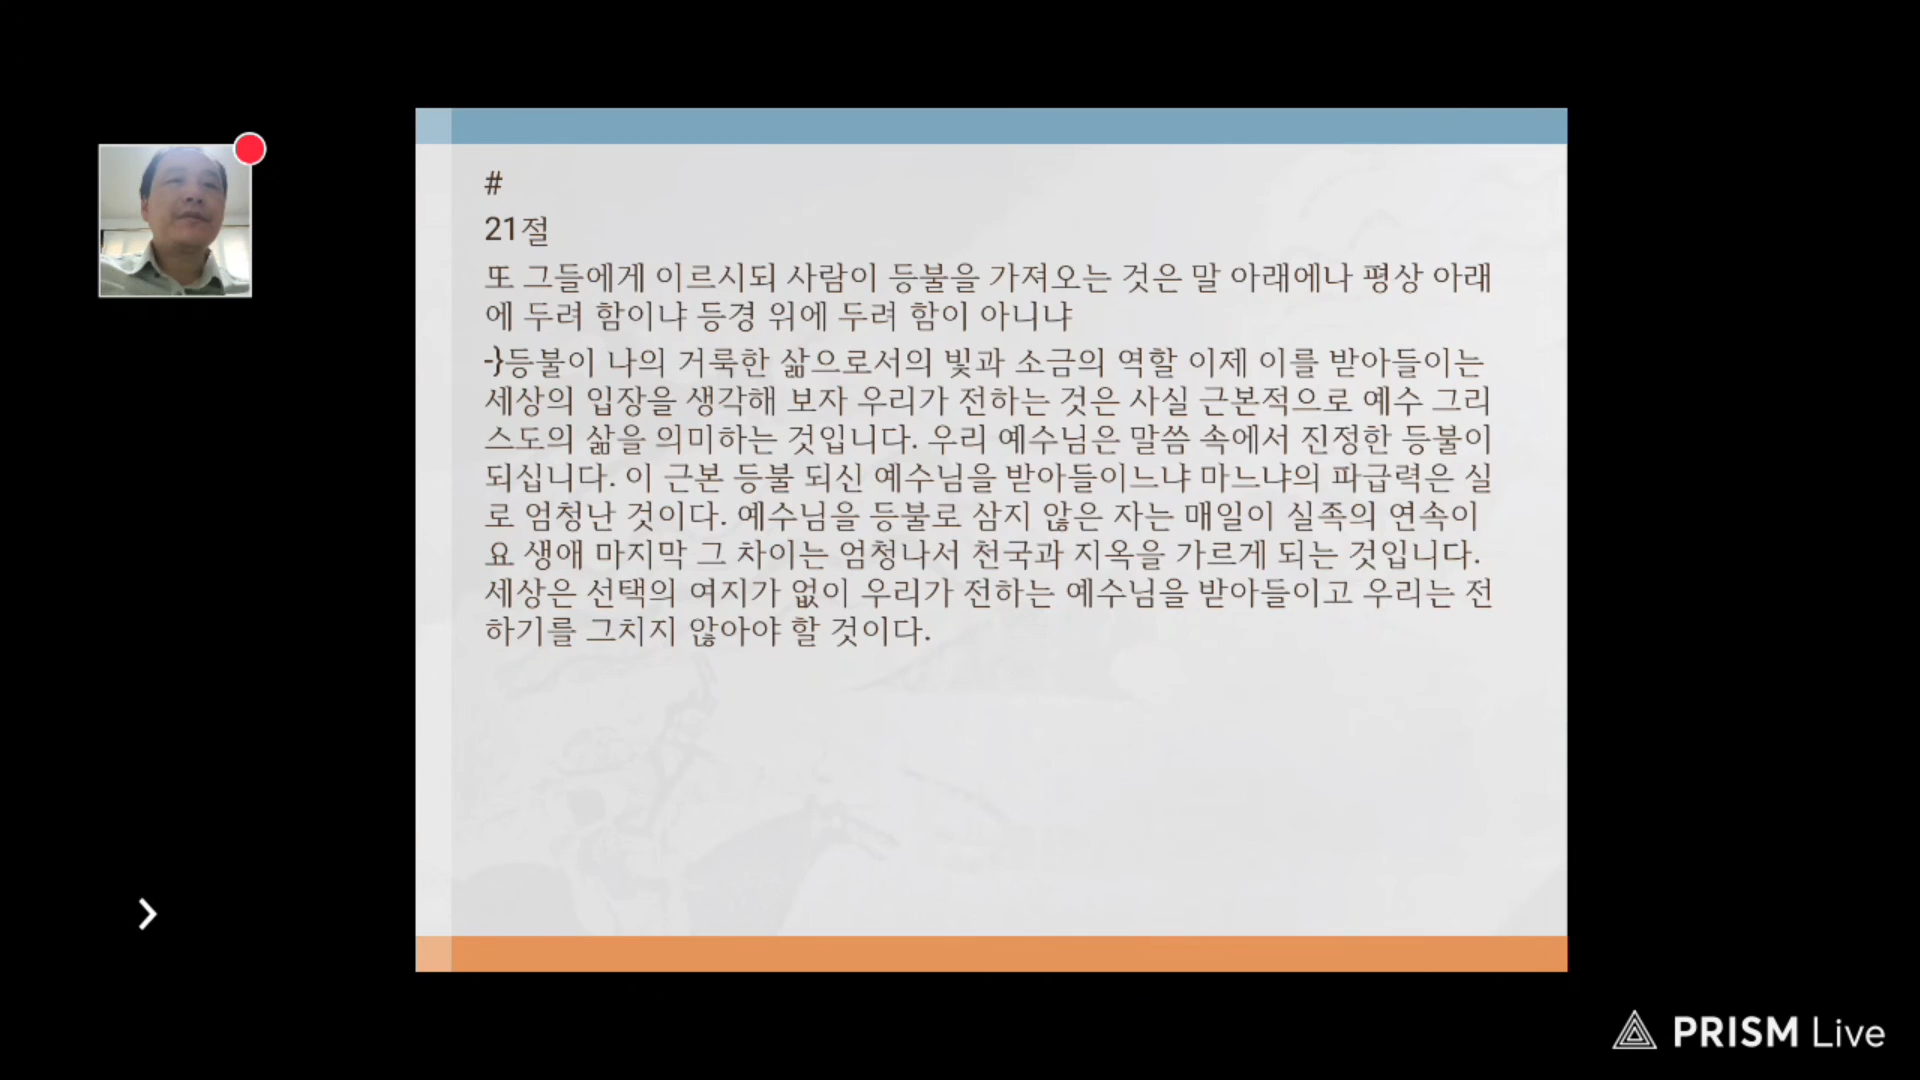 #
21절
또 그들에게 이르시되 사람이 등불을 가져오는 것은 말 아래에나 평상 아래
에 두려 함이냐 등경 위에 두려 함이 아니냐
-}등불이 나의 거룩한 삶으로서의 빛과 소금의 역할 이제 이를 받아들이는
세상의 입장을 생각해 보자 우리가 전하는 것은 사실 근본적으로 예수 그리
스도의 삶을 의미하는 것입니다. 우리 예수님은 말씀 속에서 진정한 등불이
되십니다. 이 근본 등불 되신 예수님을 받아들이느냐 마느냐의 파급력은 실
로 엄청난 것이다. 예수님을 등불로 삼지 않은 자는 매일이 실족의 연속이
요 생애 마지막 그 차이는 엄청나서 천국과 지옥을 가르게 되는 것입니다.
세상은 선택의 여지가 없이 우리가 전하는 예수님을 받아들이고 우리는 전
하기를 그치지 않아야 할 것이다.
PRISM Live